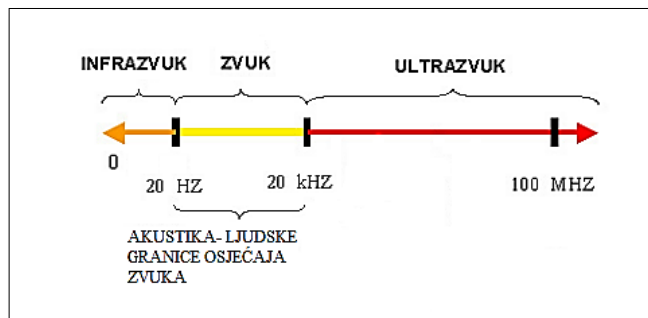 INFRAZVUK ZVUK ULTRAZVUK
0
20 HZ 20 kHZ 100 MHZ
AKUSTIKA- LJUDSKE
GRANICE OSJEĆAJA
ZVUKA